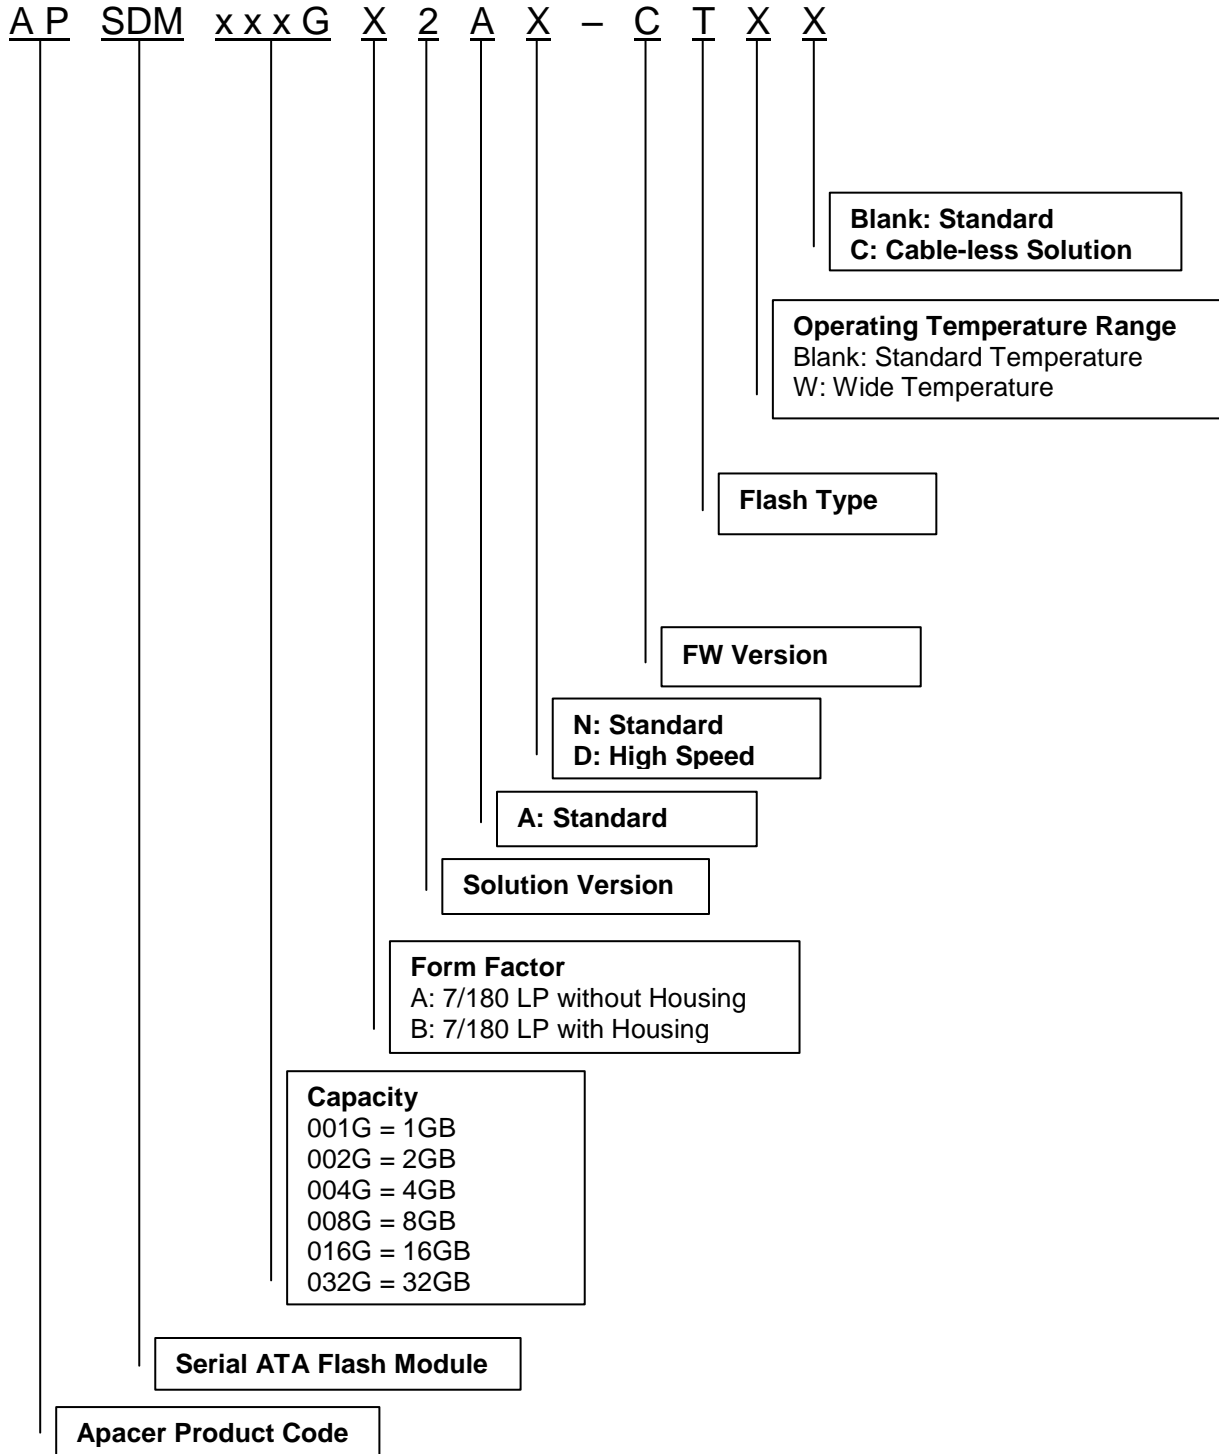 A P SDM x x x G X 2 A X – C T X X
Blank: Standard
C: Cable-less Solution
Operating Temperature Range
Blank: Standard Temperature
W: Wide Temperature
Flash Type
FW Version
N: Standard
D: High Speed
A: Standard
Solution Version
Form Factor
A: 7/180 LP without Housing
B: 7/180 LP with Housing
Capacity
001G = 1GB
002G = 2GB
004G = 4GB
008G = 8GB
016G = 16GB
032G = 32GB
Serial ATA Flash Module
Apacer Product Code